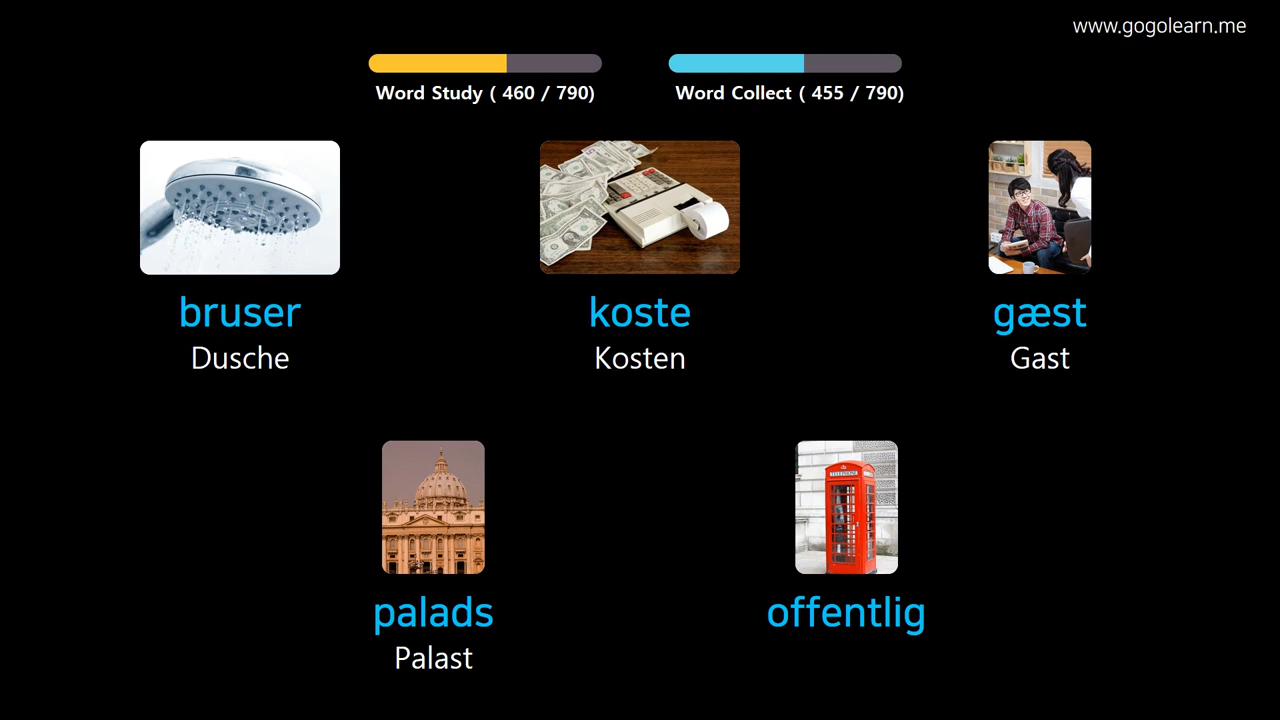 www.gogolearn.me
Word Study ( 460 / 790)
Word Collect ( 455 / 790)
bruser
Dusche
koste
Kosten
gæst
Gast
TELEPHONE
palads
Palast
offentlig